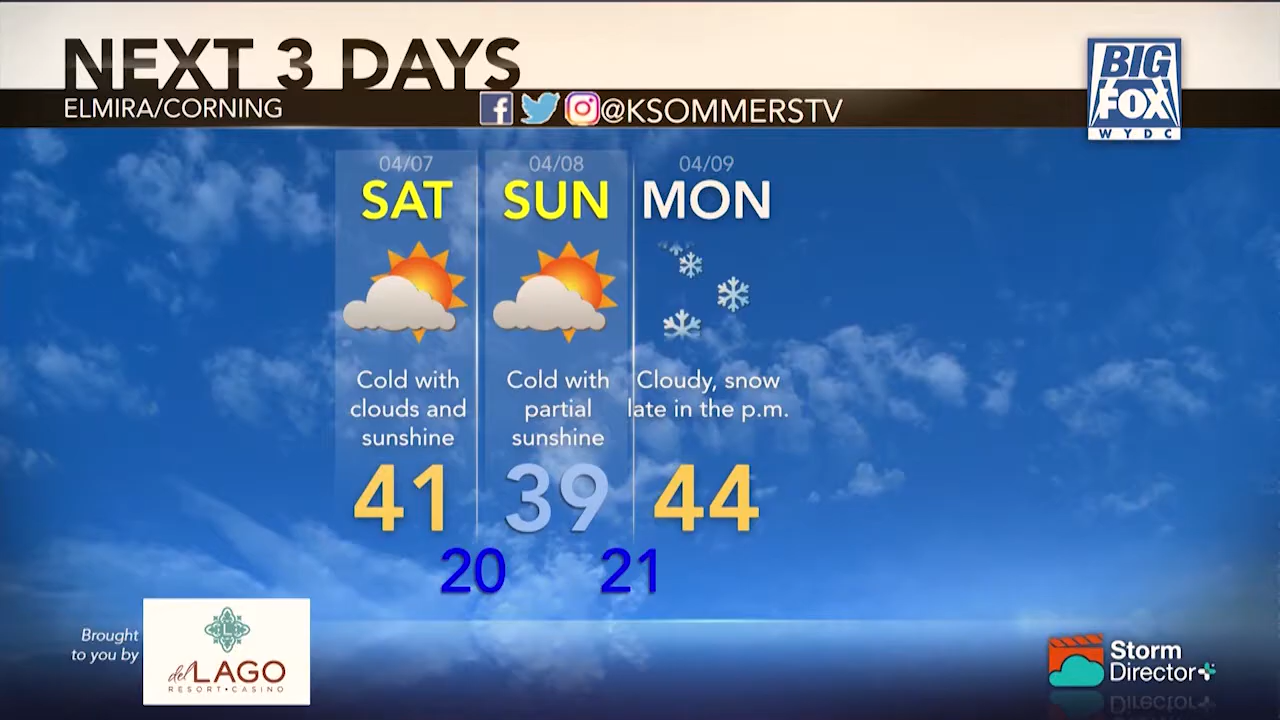 NEXT 3 DAYS
ELMIRA/CORNING
@KSOMMERSTV
BIG
FOX
WYDC
04/07
SAT
Cold with
clouds and
sunshine
41
04/08
SUN
Cold with
partial
sunshine
39
04/09
MON
Cloudy, snow
late in the p.m.
44
20
21
Brought
to you by
L
del LAGO
RESORT•CASINO
Storm
Director